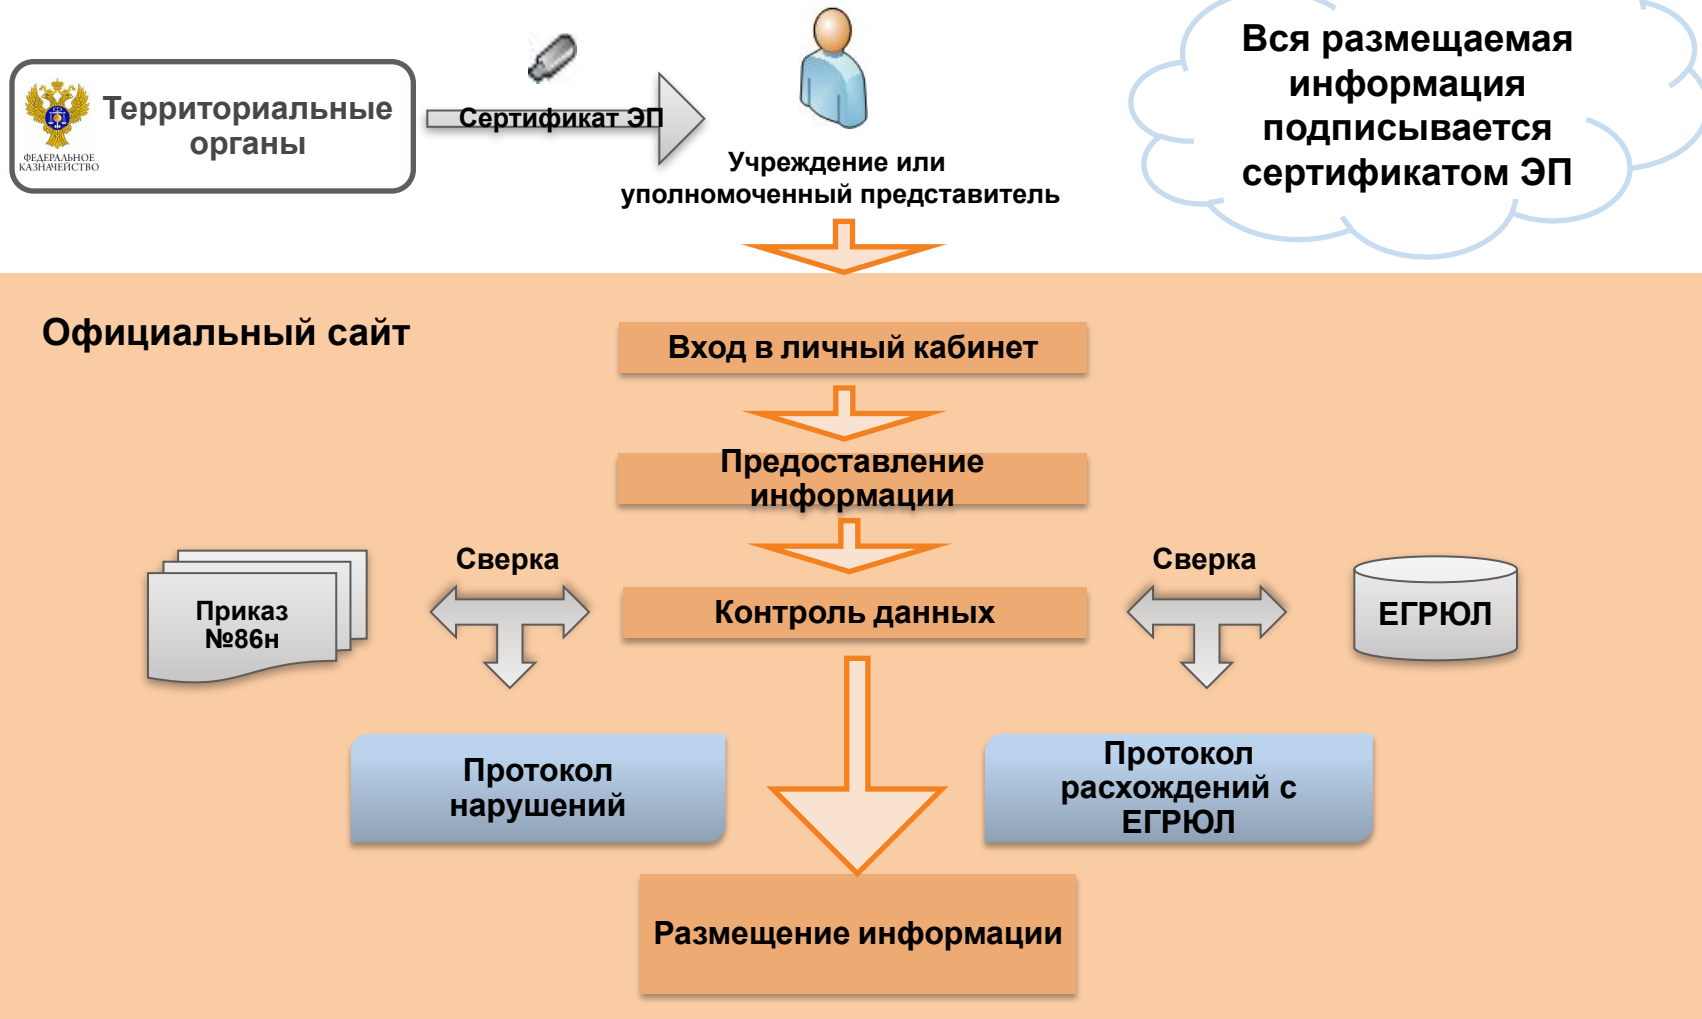 Вся размещаемая
информация
подписывается
сертификатом ЭП
Территориальные
органы
ФЕДЕРАЛЬНОЕ
КАЗНАЧЕЙСТВО
Сертификат ЭП
Учреждение или
уполномоченный представитель
Официальный сайт
Вход в личный кабинет
Предоставление
информации
Сверка
Сверка
Приказ
№86н
Контроль данных
ЕГРЮЛ
Протокол
нарушений
Протокол
расхождений с
ЕГРЮЛ
Размещение информации